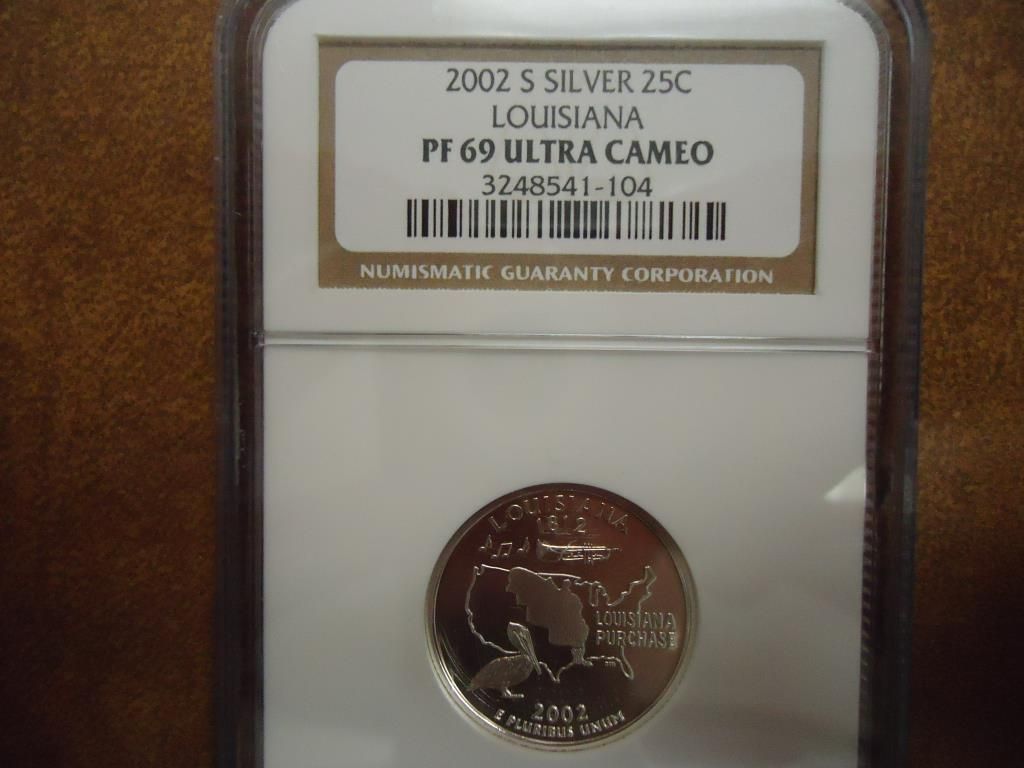 2002 S SILVER 25C
LOUISIANA
PF 69 ULTRA CAMEO
3248541-104
NUMISMATIC GUARANTY CORPORATION
LOUISIANA
1812
LOUISIANA
PURCHASE
2002
E PLURIBUS UNUM